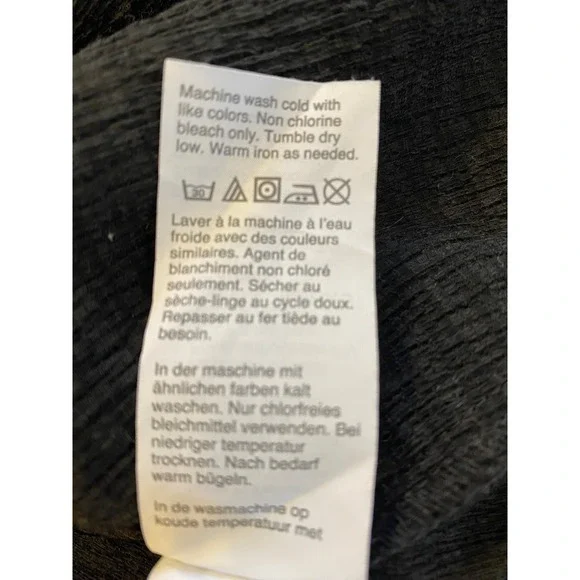 Machine wash cold with
like colors. Non chlorine
bleach only. Tumble dry
low. Warm iron as needed.
30
Laver à la machine à l'eau
froide avec des couleurs
similaires. Agent de
blanchiment non chloré
seulement. Sécher au
sèche-linge au cycle doux.
Repasser au fer tiède au
besoin.
In der maschine mit
ähnlichen farben kalt
waschen. Nur chlorfreies
bleichmittel verwenden. Bei
niedriger temperatur
trocknen. Nach bedarf
warm bügeln.
In de wasmachine op
koude temperatuur met